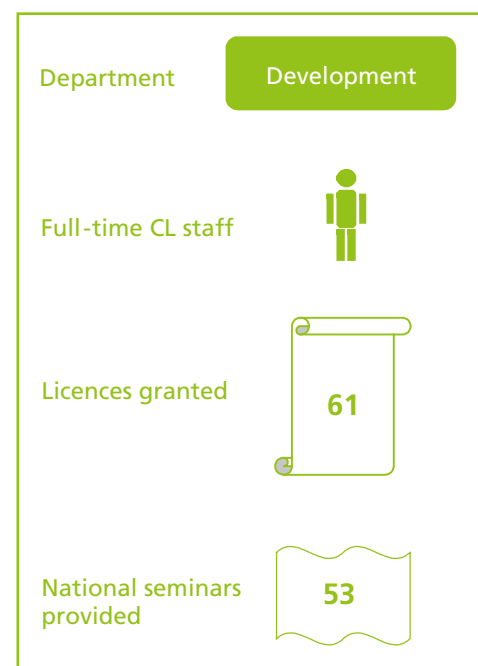 Department
Development
Full-time CL staff
Licences granted
61
National seminars
provided
53